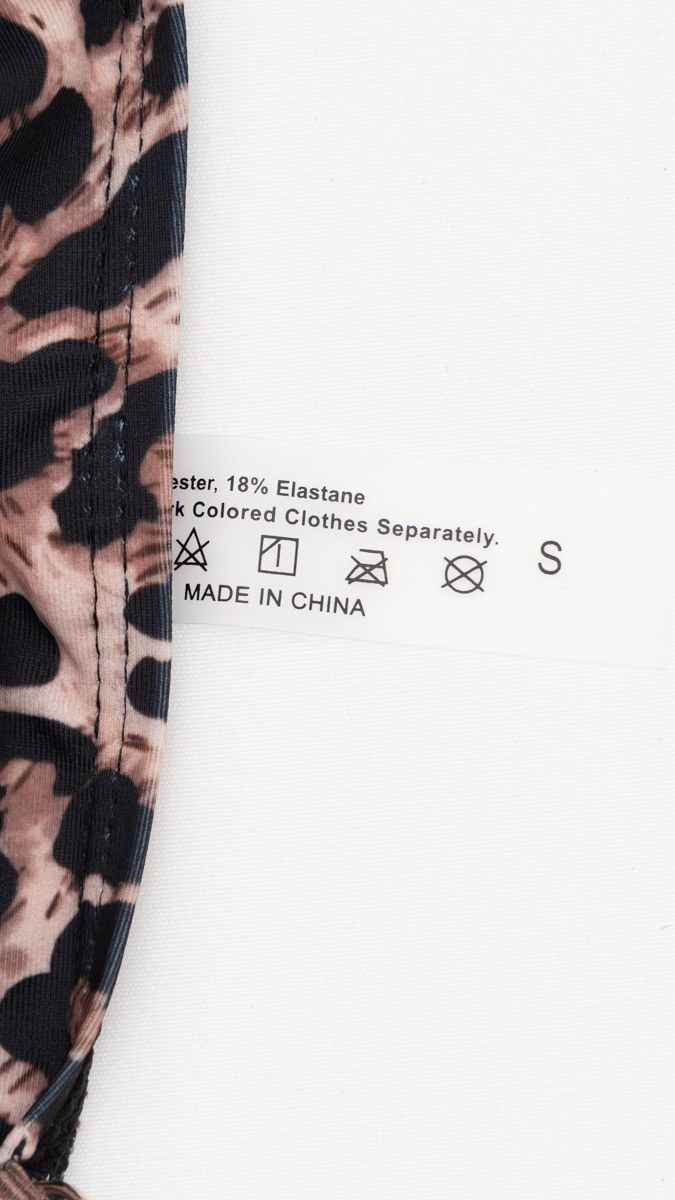 ester, 18% Elastane
rk Colored Clothes Separately.
S
MADE IN CHINA